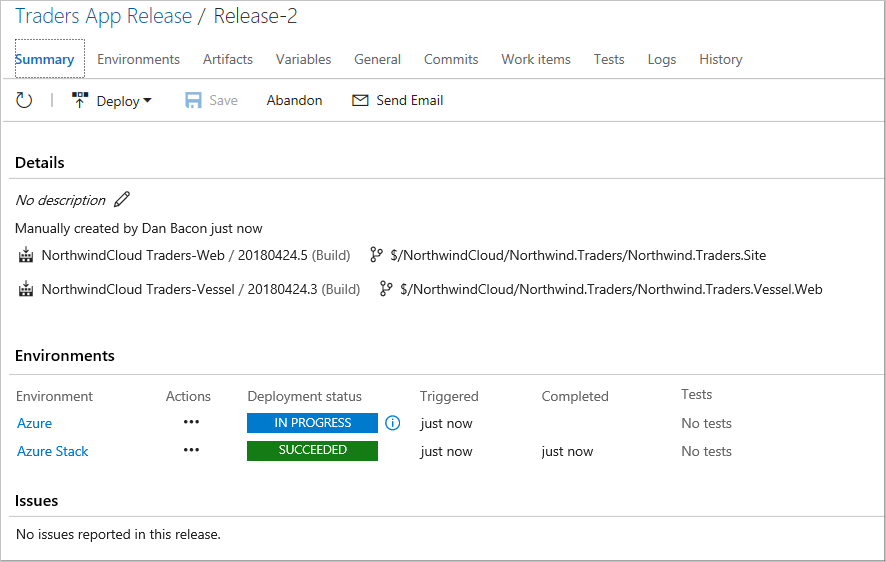 Traders App Release / Release-2
Summary Environments Artifacts Variables General Commits Work items Tests Logs History
Deploy Save Abandon Send Email
Details
No description
Manually created by Dan Bacon just now
NorthwindCloud Traders-Web / 20180424.5 (Build) $/NorthwindCloud/Northwind.Traders/Northwind.Traders.Site
NorthwindCloud Traders-Vessel / 20180424.3 (Build) $/NorthwindCloud/Northwind.Traders/Northwind.Traders.Vessel.Web
Environments
Environment Actions Deployment status Triggered Completed Tests
Azure ••• IN PROGRESS just now No tests
Azure Stack ••• SUCCEEDED just now just now No tests
Issues
No issues reported in this release.